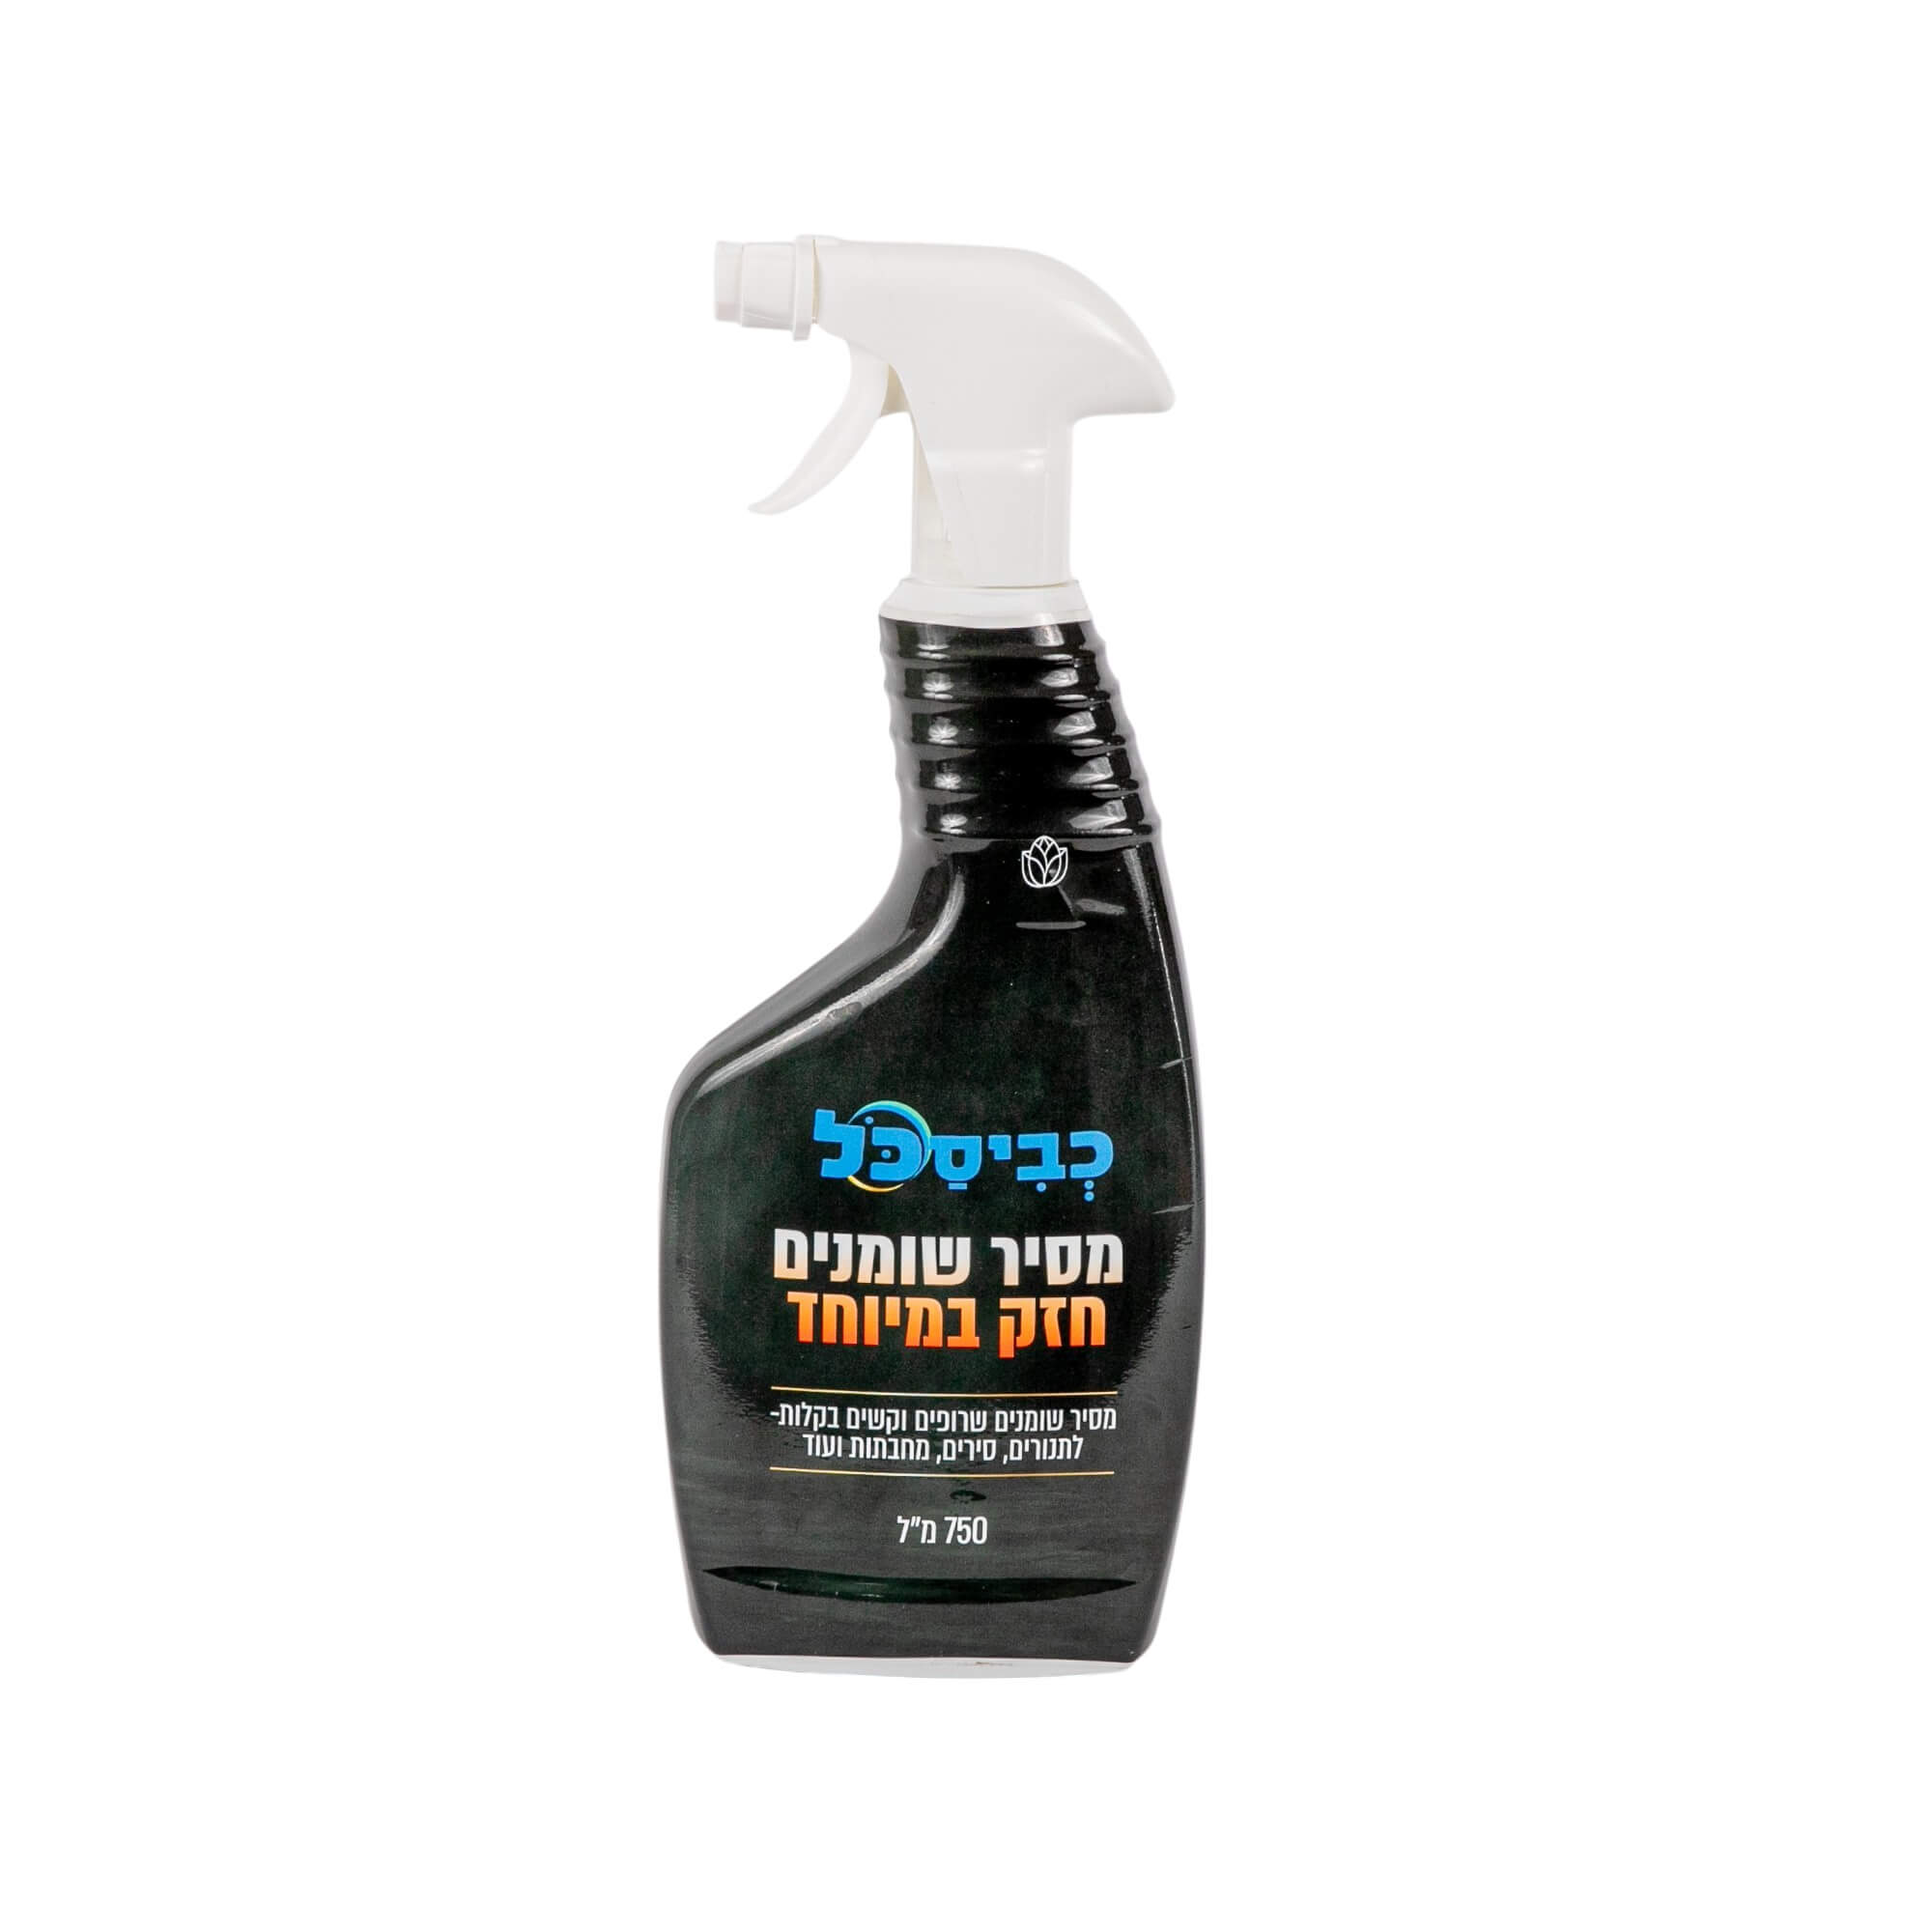 כְּבִיסַכֹּל
מסיר שומנים
חזק במיוחד
מסיר שומנים שרופים וקשים בקלות-
לתנורים, סירים, מחבתות ועוד
750 מ"ל